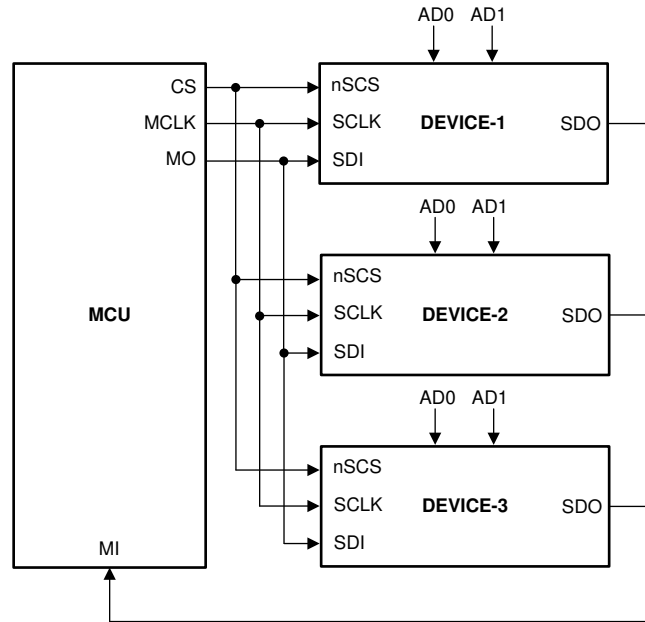 AD0 AD1
CS
nSCS
MCLK
SCLK
DEVICE-1
SDO
MO
SDI
AD0 AD1
nSCS
MCU
SCLK
DEVICE-2
SDO
SDI
AD0 AD1
nSCS
SCLK
DEVICE-3
SDO
SDI
MI